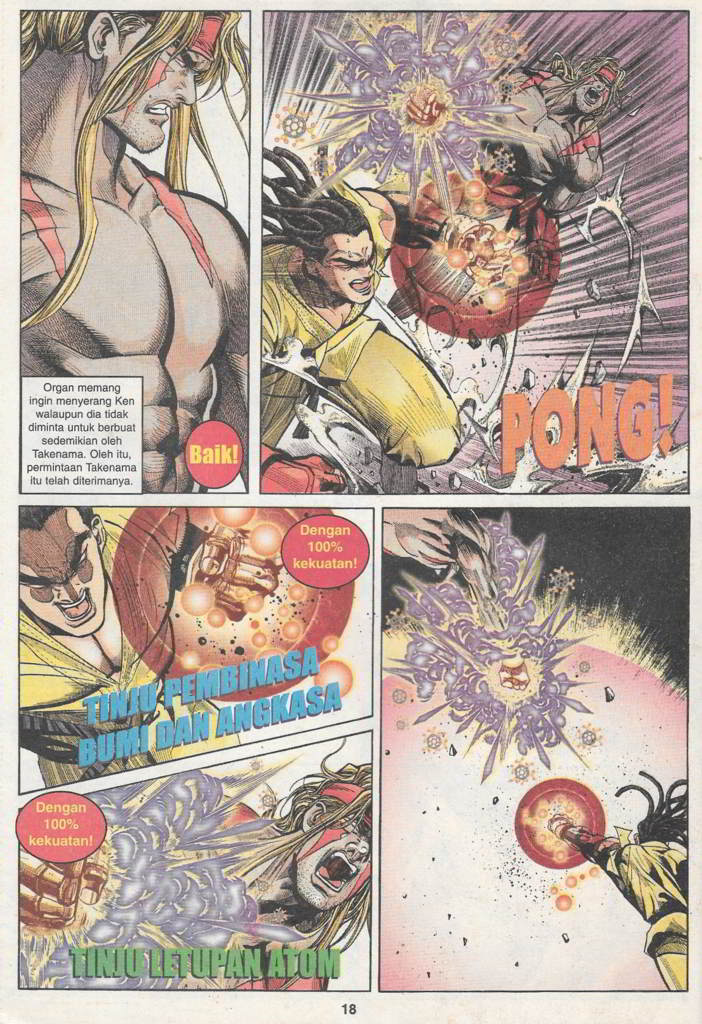 Organ memang
ingin menyerang Ken
walaupun dia tidak
diminta untuk berbuat
sedemikian oleh
Takenama. Oleh itu,
permintaan Takenama
itu telah diterimanya.
Baik!
PONG!
Dengan
100%
kekuatan!
TINJU PEMBINASA
BUMI DAN ANGKASA
Dengan
100%
kekuatan!
TINJU LETUPAN ATOM
18